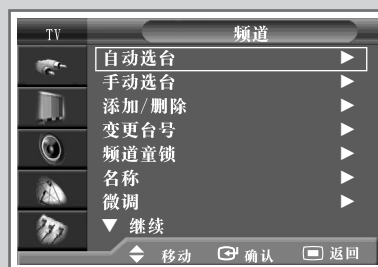 TV 频道
自动选台 ▶
手动选台 ▶
添加/删除 ▶
变更台号 ▶
频道童锁 ▶
名称 ▶
微调 ▶
▼ 继续
移动 确认 返回